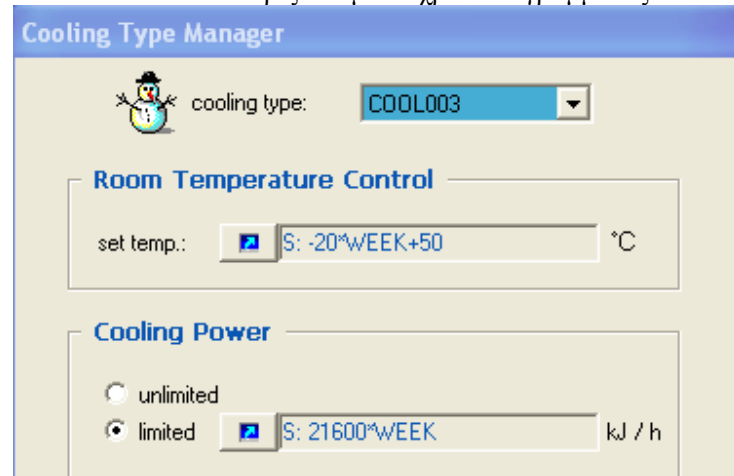 Cooling Type Manager
cooling type: COOL003
Room Temperature Control
set temp.: S: -20*WEEK+50 °C
Cooling Power
unlimited
limited S: 21600*WEEK kJ / h